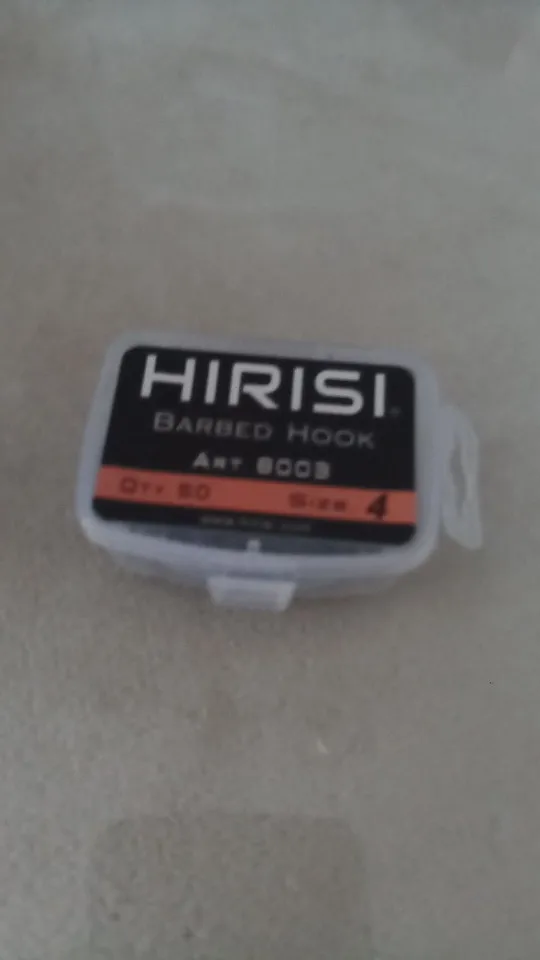 HIRISI
BARBED HOOK
ART 8003
QTY 50
SIZE 4